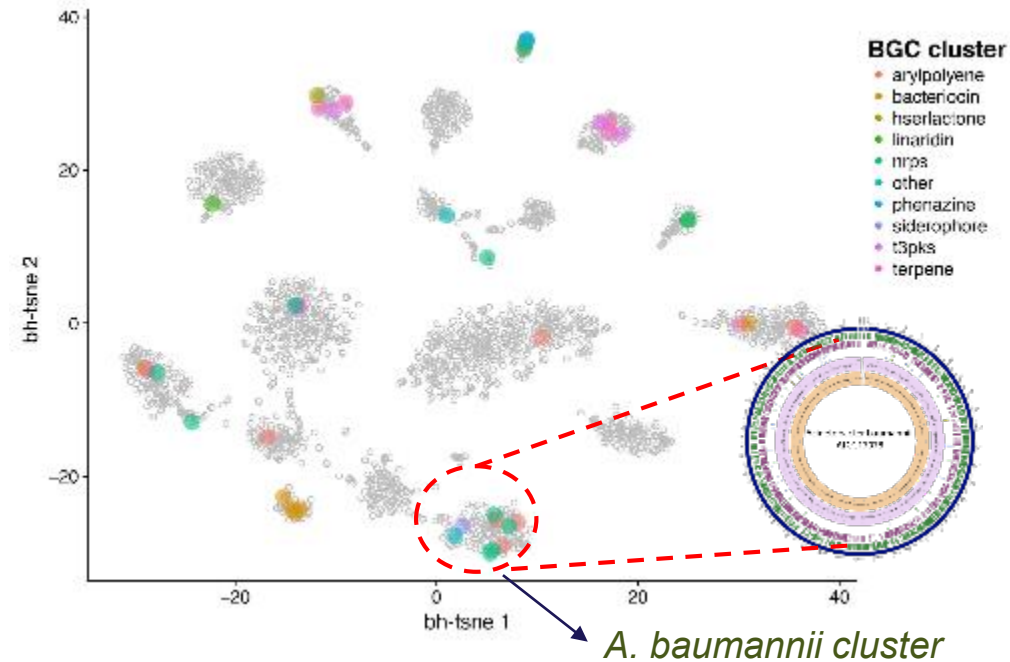 40
20
0
−20
−20
0
20
40
bh-tsne 2
bh-tsne 1
BGC cluster
arylpolyene
bacteriocin
hserlactone
linaridin
nrps
other
phenazine
siderophore
t3pks
terpene
A. baumannii cluster